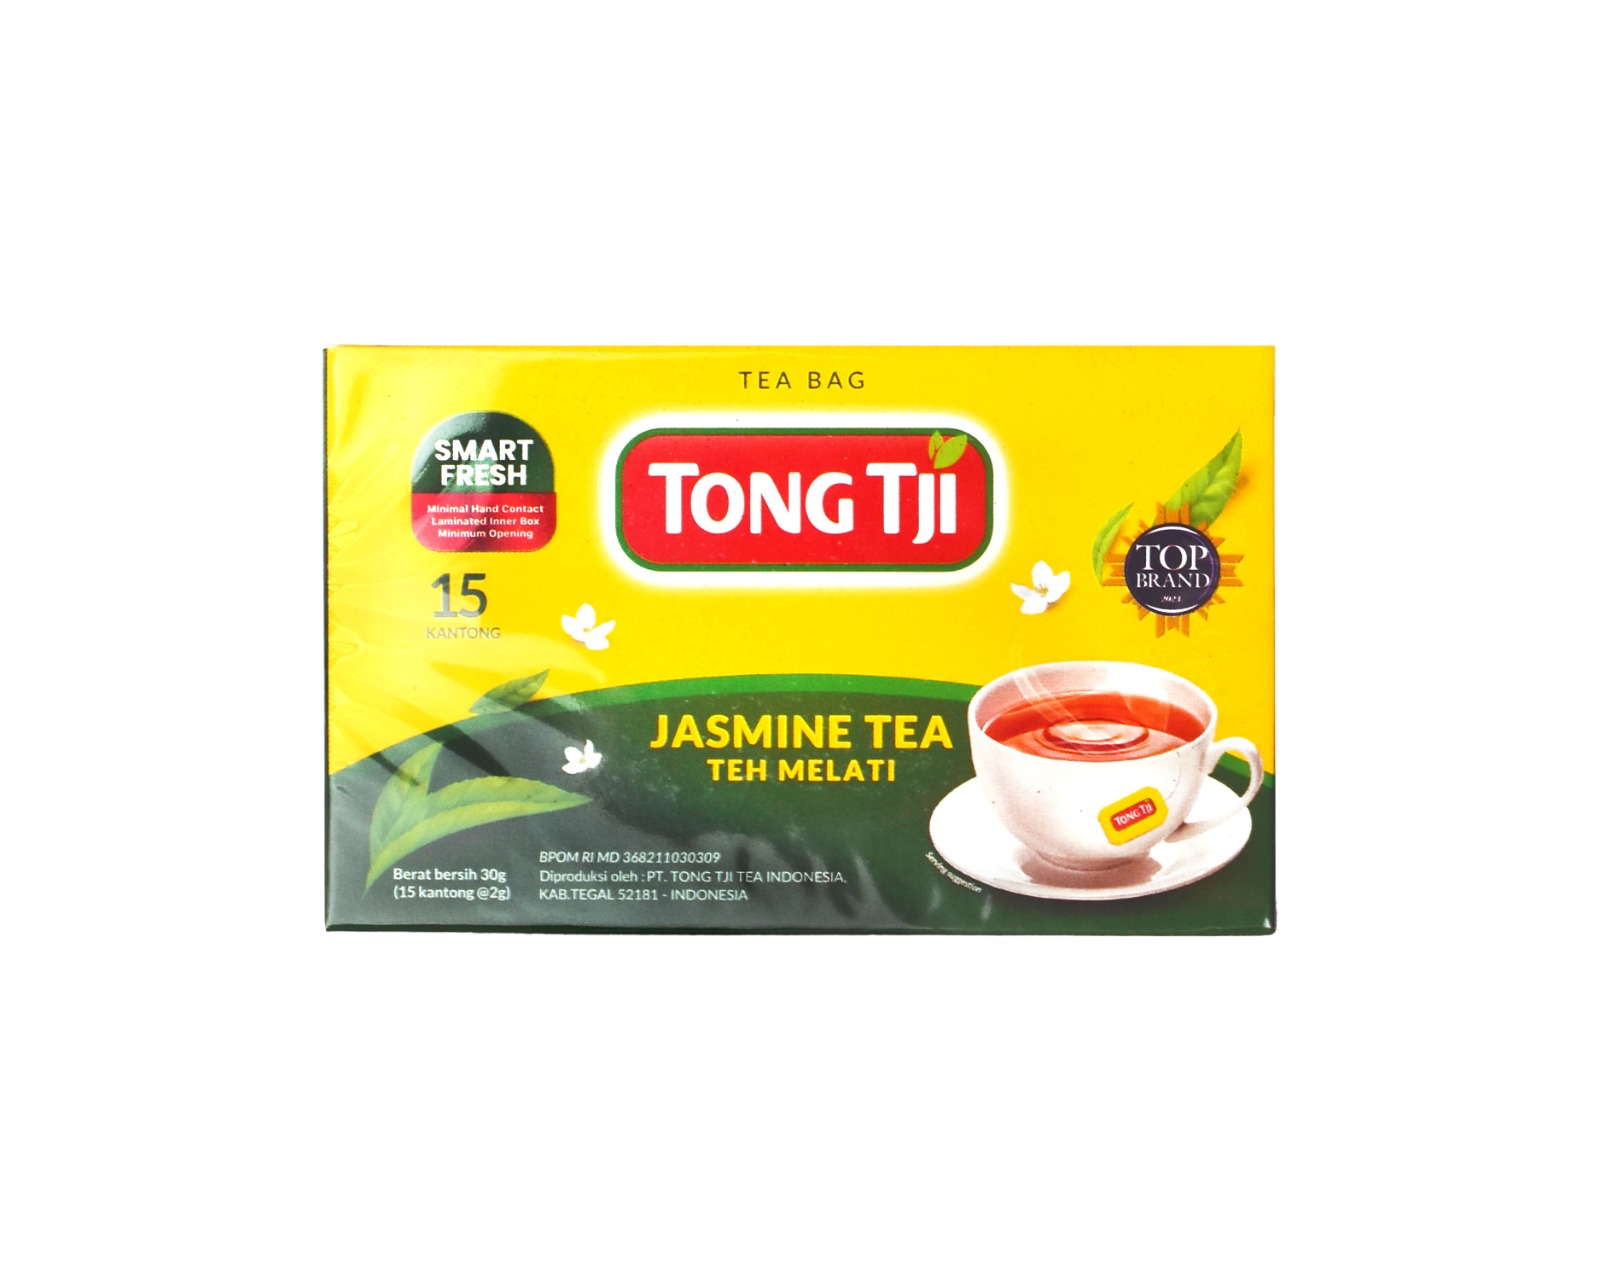 TEA BAG
TONG TJI
SMART
FRESH
Minimal Hand Contact
Laminated Inner Box
Minimum Opening
15
KANTONG
TOP
BRAND
JASMINE TEA
TEH MELATI
TONG TJI
Serving suggestion
Berat bersih 30g
(15 kantong @2g)
BPOM RI MD 368211030309
Diproduksi oleh : PT. TONG TJI TEA INDONESIA.
KAB.TEGAL 52181 - INDONESIA